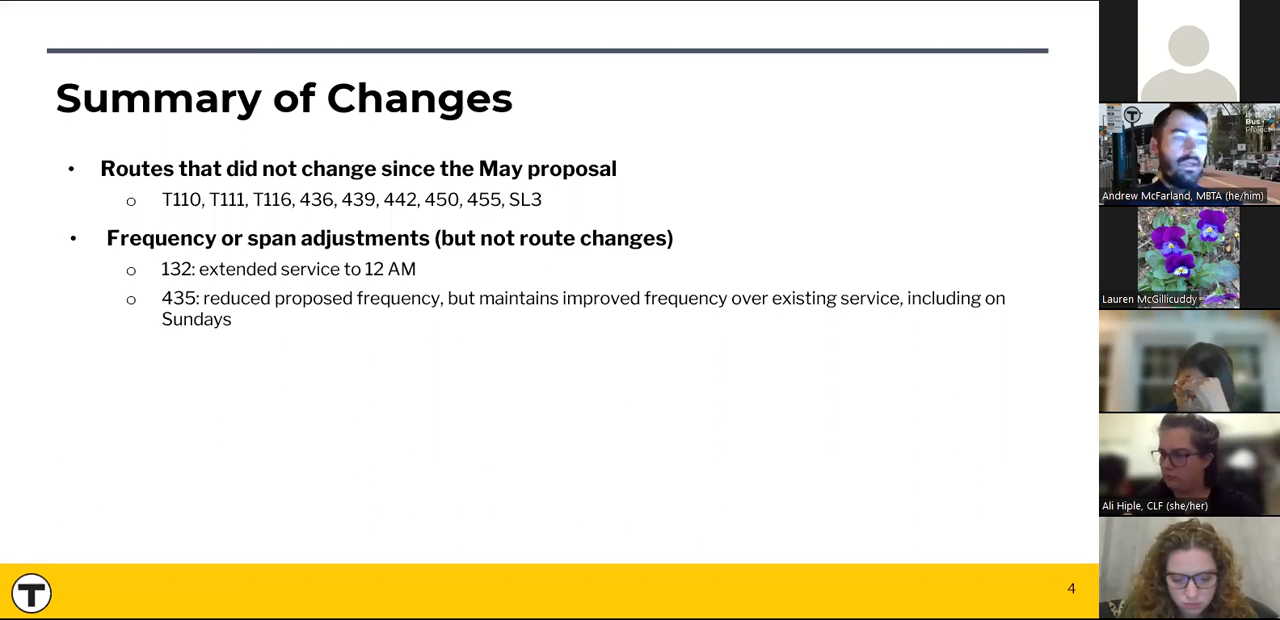 Summary of Changes
• Routes that did not change since the May proposal
o T110, T111, T116, 436, 439, 442, 450, 455, SL3
• Frequency or span adjustments (but not route changes)
o 132: extended service to 12 AM
o 435: reduced proposed frequency, but maintains improved frequency over existing service, including on
Sundays
T
4
T
Bus
Project
Andrew McFarland, MBTA (he/him)
Lauren McGillicuddy
Ali Hiple, CLF (she/her)